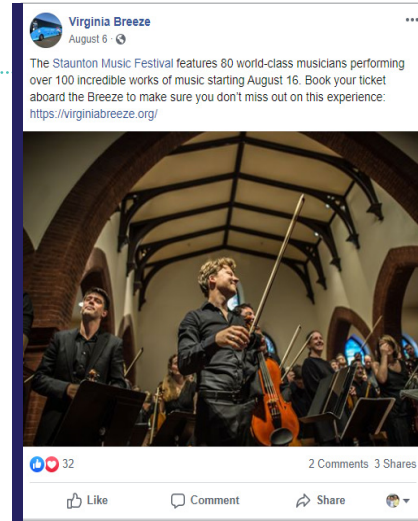 Virginia Breeze
August 6 ·
The Staunton Music Festival features 80 world-class musicians performing
over 100 incredible works of music starting August 16. Book your ticket
aboard the Breeze to make sure you don't miss out on this experience:
https://virginiabreeze.org/
32
2 Comments 3 Shares
Like Comment Share